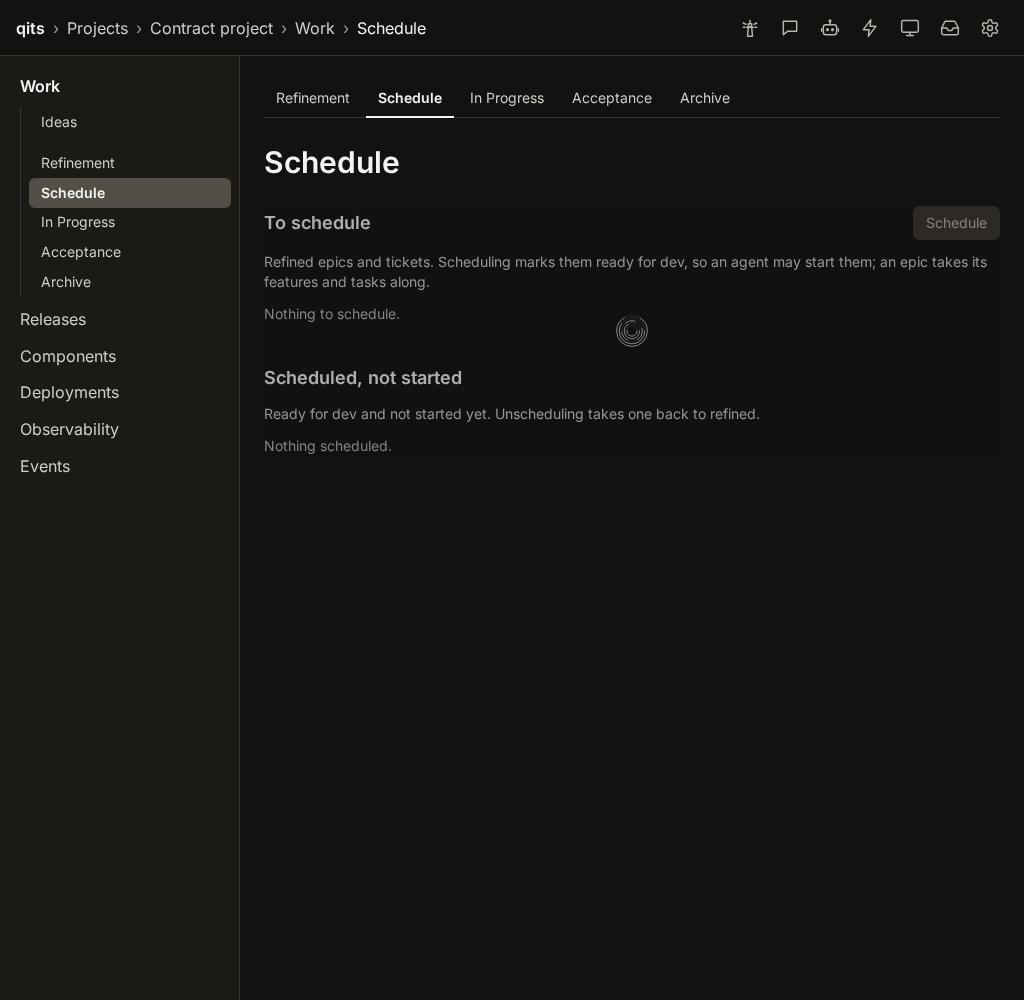 qits › Projects › Contract project › Work › Schedule
Work
Ideas
Refinement
Schedule
In Progress
Acceptance
Archive
Releases
Components
Deployments
Observability
Events
Refinement Schedule In Progress Acceptance Archive
Schedule
To schedule
Schedule
Refined epics and tickets. Scheduling marks them ready for dev, so an agent may start them; an epic takes its
features and tasks along.
Nothing to schedule.
Scheduled, not started
Ready for dev and not started yet. Unscheduling takes one back to refined.
Nothing scheduled.